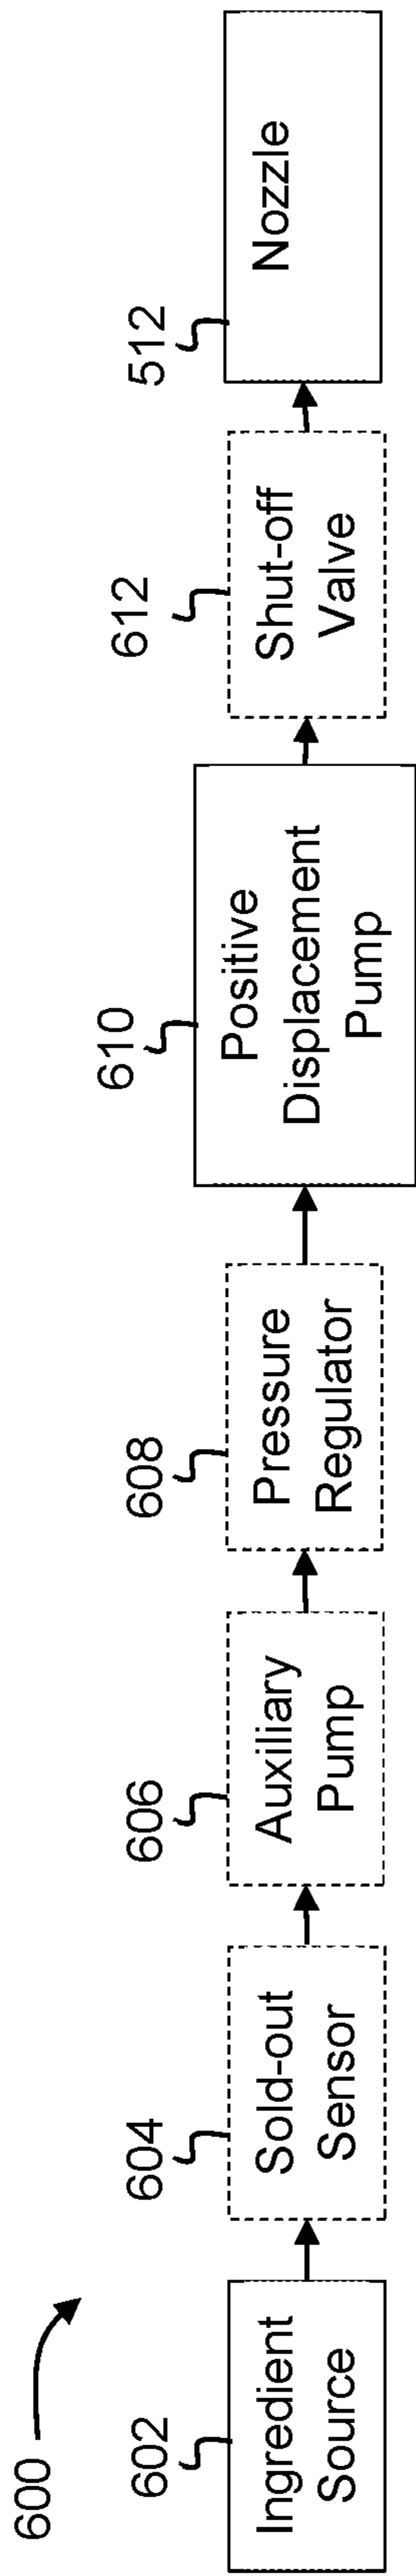 600
602
Ingredient
Source
604
Sold-out
Sensor
606
Auxiliary
Pump
608
Pressure
Regulator
610
Positive
Displacement
Pump
612
Shut-off
Valve
512
Nozzle